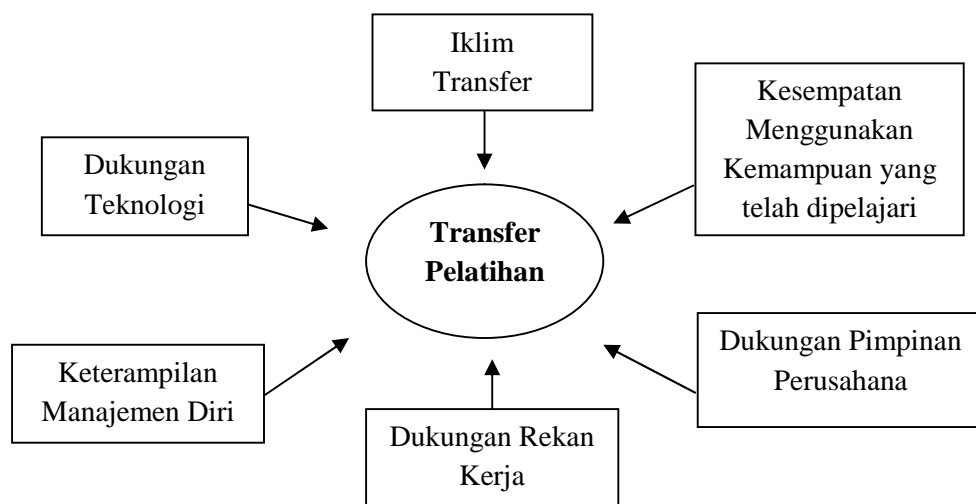 Iklim
Transfer
Kesempatan
Menggunakan
Kemampuan yang
telah dipelajari
Dukungan
Teknologi
Transfer
Pelatihan
Dukungan Pimpinan
Perusahana
Keterampilan
Manajemen Diri
Dukungan Rekan
Kerja